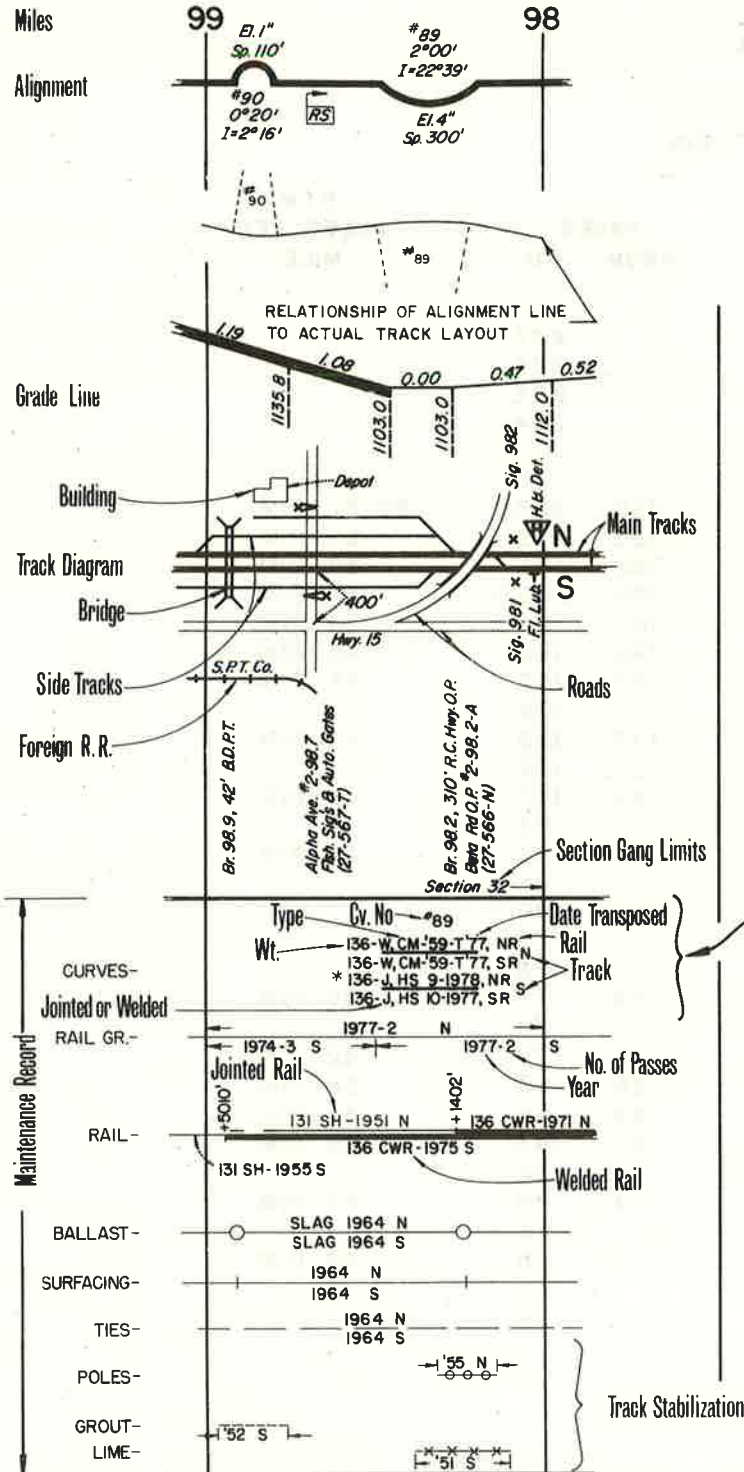 Miles 99 98
El. 1"
Sp. 110'
#89
2°00'
I=22°39'
Alignment
#90
0°20'
I=2°16'
RS
El. 4"
Sp. 300'
#90
#89
RELATIONSHIP OF ALIGNMENT LINE
TO ACTUAL TRACK LAYOUT
1.19 1.08 0.00 0.47 0.52
Grade Line
1135.8
1103.0
1103.0
1112.0
Sig. 982
H.b. Det.
Building
Depot
Main Tracks
N
Track Diagram
S
Bridge
400'
Sig. 981
Fl. Lub.
Hwy. 15
Side Tracks
S.P.T. Co.
Roads
Foreign R.R.
Br. 98.9, 42' B.D.P.T.
Alpha Ave. #2-98.7
Flsh. Sig's & Auto. Gates
(27-567-T)
Br. 98.2, 310' R.C. Hwy. O.P.
Beta Rd O.P. #2-98.2-A
(27-566-N)
Section Gang Limits
Section 32
Maintenance Record
Type Cv. No #89 Date Transposed
Wt. 136-W, CM-'59-T'77, NR Rail
136-W, CM-'59-T'77, SR N
CURVES- * 136-J, HS 9-1978, NR Track
Jointed or Welded 136-J, HS 10-1977, SR S
1977-2 N
RAIL GR.-
1974-3 S 1977-2 S
No. of Passes
Year
Jointed Rail
+5010'
+1402'
131 SH-1951 N 136 CWR-1971 N
RAIL-
136 CWR-1975 S
131 SH-1955 S
Welded Rail
SLAG 1964 N
BALLAST-
SLAG 1964 S
1964 N
SURFACING-
1964 S
1964 N
TIES-
1964 S
'55 N
POLES-
Track Stabilization
GROUT-
'52 S
LIME-
'51 S